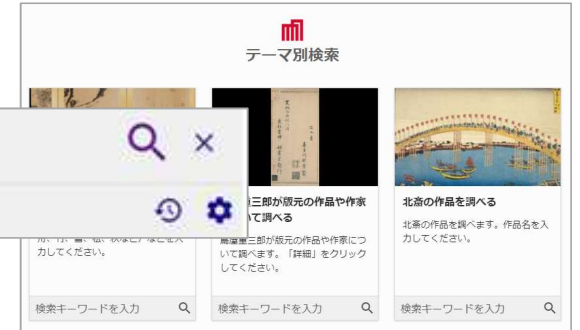 テーマ別検索
重三郎が版元の作品や作家
いて調べる
蔦屋重三郎が版元の作品や作家につ
いて調べます。「詳細」をクリック
してください。
検索キーワードを入力
北斎の作品を調べる
北斎の作品を調べます。作品名を入
力してください。
検索キーワードを入力
力してください。
検索キーワードを入力